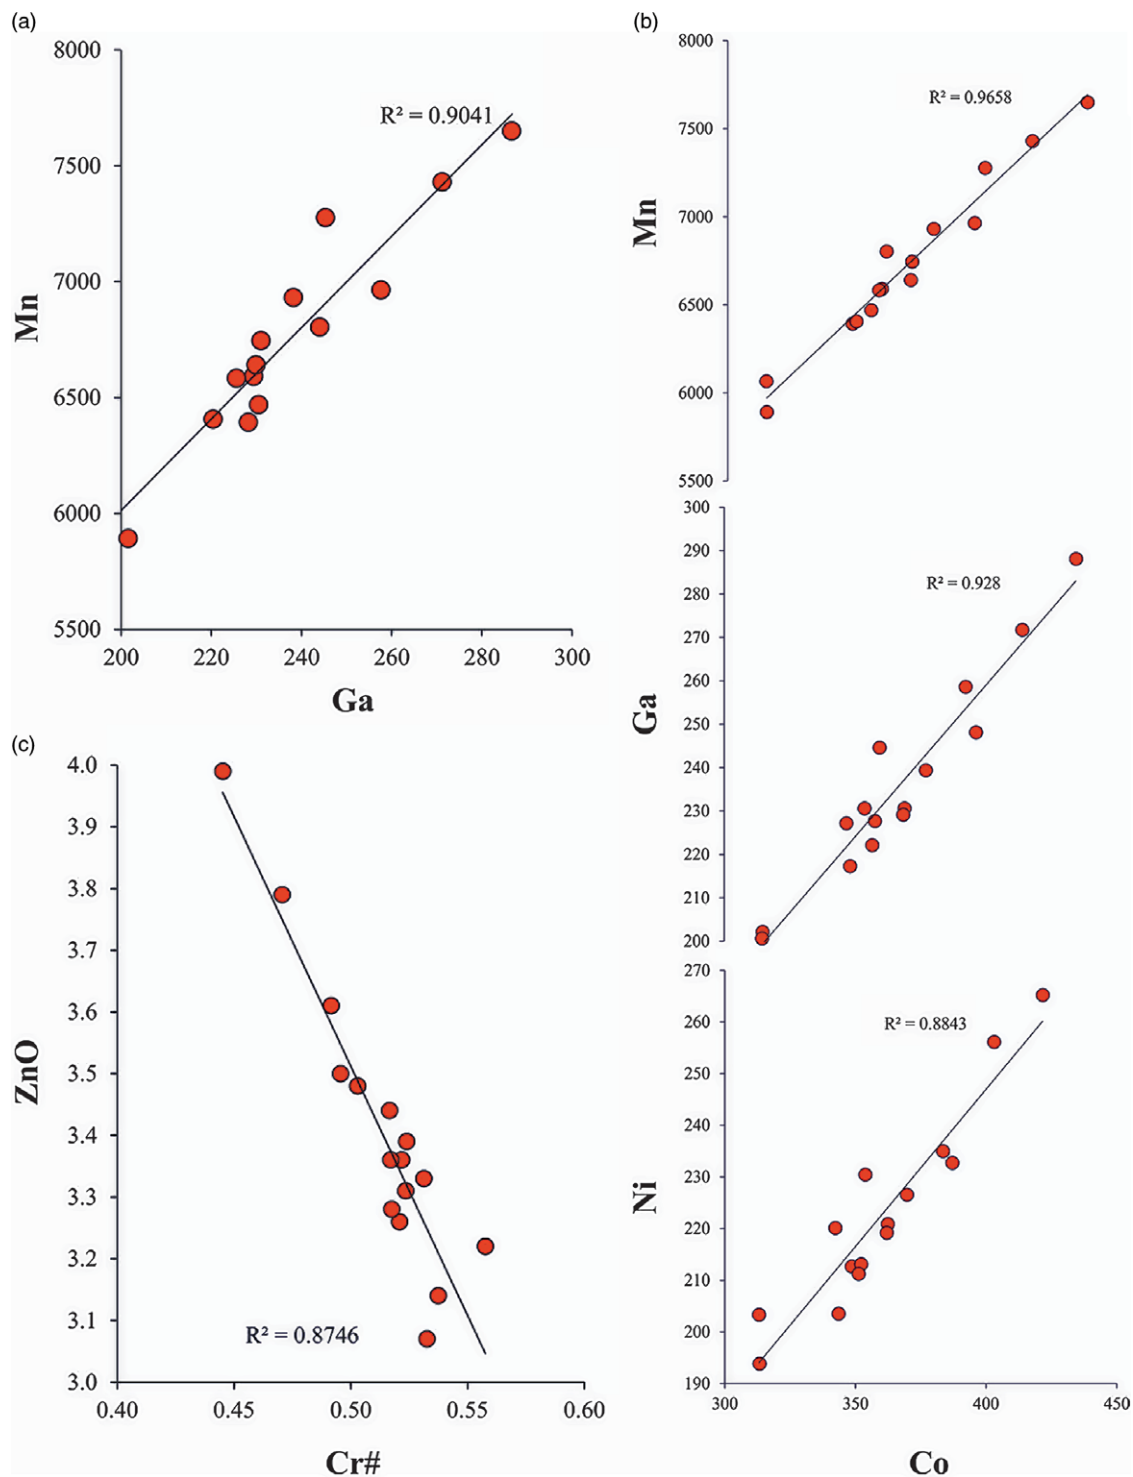 (a)
8000
7500
7000
6500
6000
5500
Mn
R² = 0.9041
200 220 240 260 280 300
Ga
(b)
8000
7500
7000
6500
6000
5500
Mn
R² = 0.9658
300
290
280
270
260
250
240
230
220
210
200
Ga
R² = 0.928
270
260
250
240
230
220
210
200
190
Ni
R² = 0.8843
300 350 400 450
Co
(c)
4.0
3.9
3.8
3.7
3.6
3.5
3.4
3.3
3.2
3.1
3.0
ZnO
R² = 0.8746
0.40 0.45 0.50 0.55 0.60
Cr#